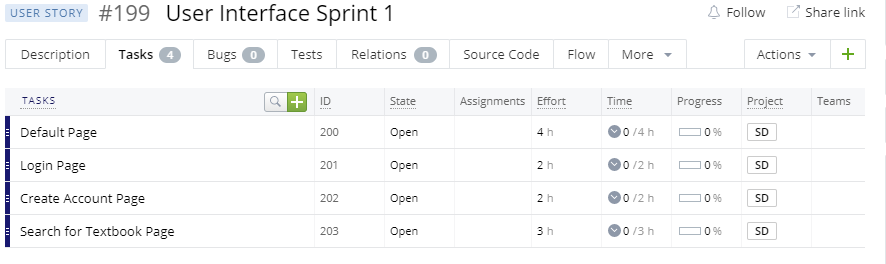 USER STORY #199 User Interface Sprint 1 Follow Share link
Description Tasks 4 Bugs 0 Tests Relations 0 Source Code Flow More Actions +
TASKS + ID State Assignments Effort Time Progress Project Teams
Default Page 200 Open 4 h 0 / 4 h 0 % SD
Login Page 201 Open 2 h 0 / 2 h 0 % SD
Create Account Page 202 Open 2 h 0 / 2 h 0 % SD
Search for Textbook Page 203 Open 3 h 0 / 3 h 0 % SD